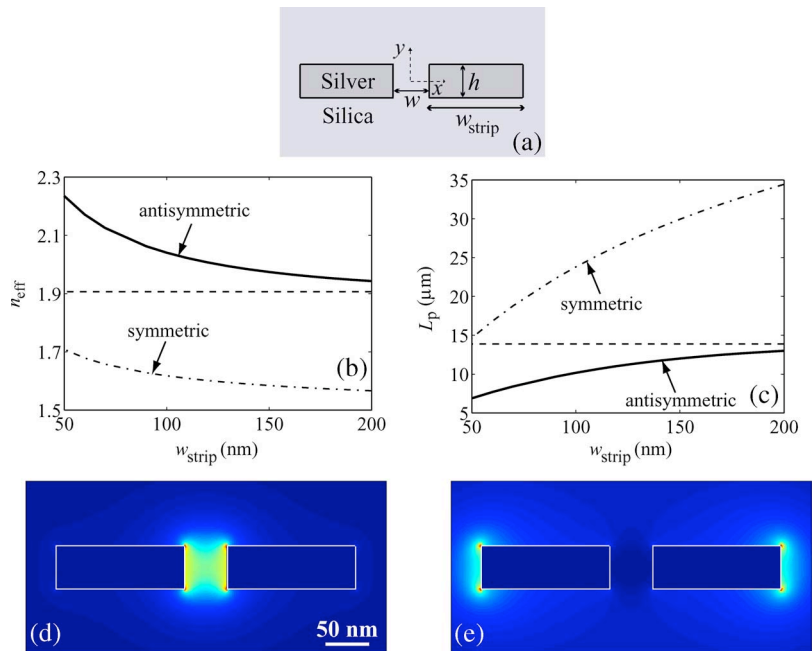 y
Silver
h
w
x
Silica
w_strip
(a)
2.3
2.1
1.9
1.7
1.5
n_eff
antisymmetric
symmetric
(b)
50 100 150 200
w_strip (nm)
35
30
25
20
15
10
5
L_p (μm)
symmetric
antisymmetric
(c)
50 100 150 200
w_strip (nm)
(d)
50 nm
(e)